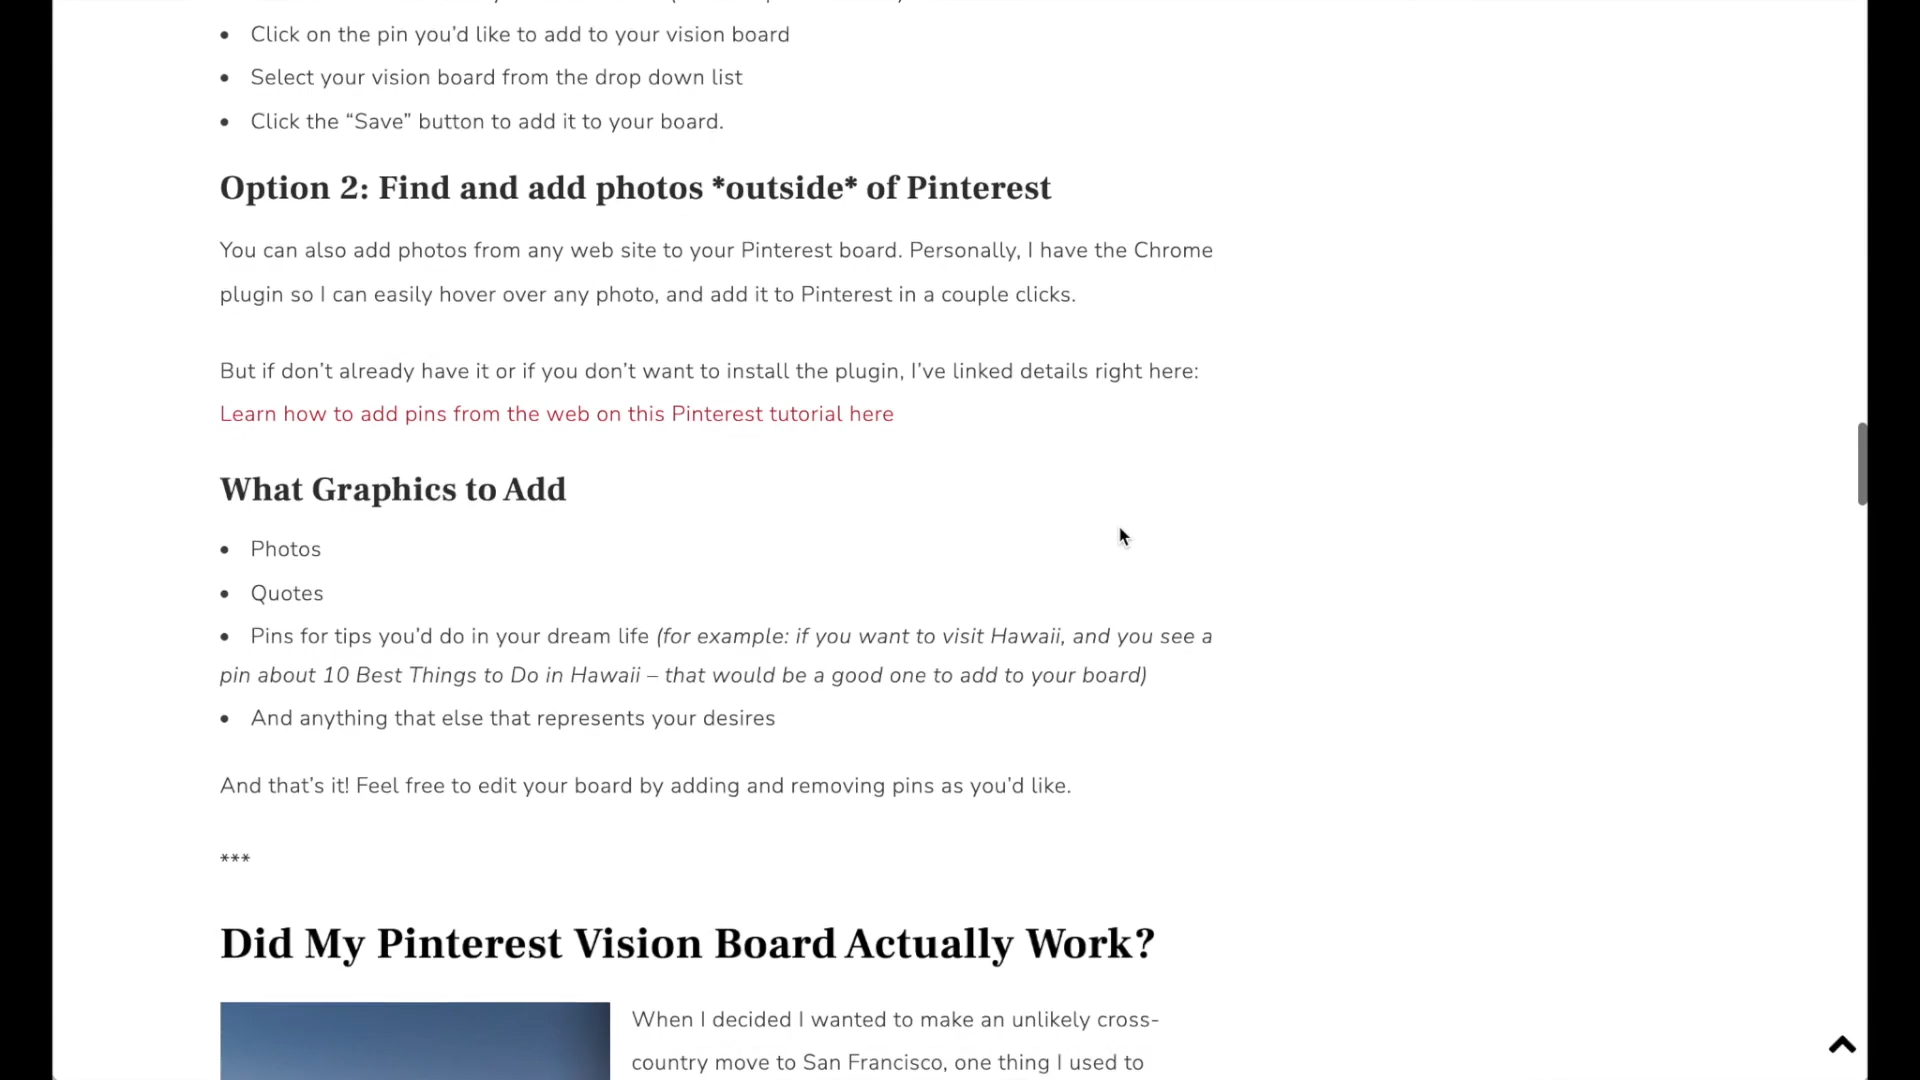 • Click on the pin you’d like to add to your vision board
• Select your vision board from the drop down list
• Click the “Save” button to add it to your board.
Option 2: Find and add photos *outside* of Pinterest
You can also add photos from any web site to your Pinterest board. Personally, I have the Chrome
plugin so I can easily hover over any photo, and add it to Pinterest in a couple clicks.
But if don’t already have it or if you don’t want to install the plugin, I’ve linked details right here:
Learn how to add pins from the web on this Pinterest tutorial here
What Graphics to Add
• Photos
• Quotes
• Pins for tips you’d do in your dream life (for example: if you want to visit Hawaii, and you see a
pin about 10 Best Things to Do in Hawaii – that would be a good one to add to your board)
• And anything that else that represents your desires
And that’s it! Feel free to edit your board by adding and removing pins as you’d like.
***
Did My Pinterest Vision Board Actually Work?
When I decided I wanted to make an unlikely cross-
country move to San Francisco, one thing I used to